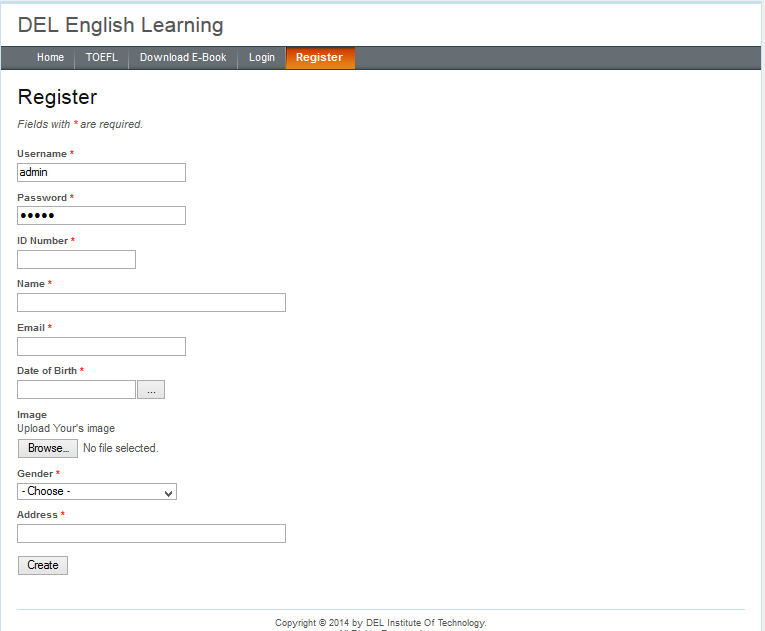 DEL English Learning
Home TOEFL Download E-Book Login Register
Register
Fields with * are required.
Username *
admin
Password *
•••••
ID Number *
Name *
Email *
Date of Birth *
...
Image
Upload Your's image
Browse... No file selected.
Gender *
- Choose -
Address *
Create
Copyright © 2014 by DEL Institute Of Technology.